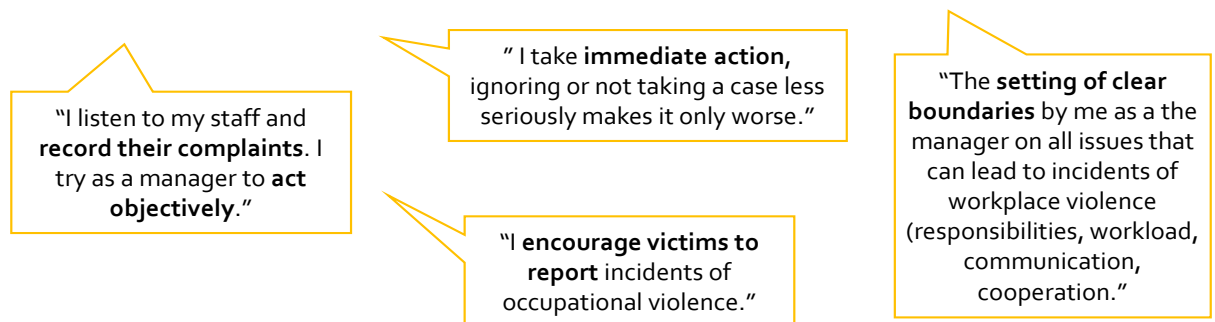 “I listen to my staff and
record their complaints. I
try as a manager to act
objectively.”
” I take immediate action,
ignoring or not taking a case less
seriously makes it only worse.”
“I encourage victims to
report incidents of
occupational violence.”
“The setting of clear
boundaries by me as a the
manager on all issues that
can lead to incidents of
workplace violence
(responsibilities, workload,
communication,
cooperation.”